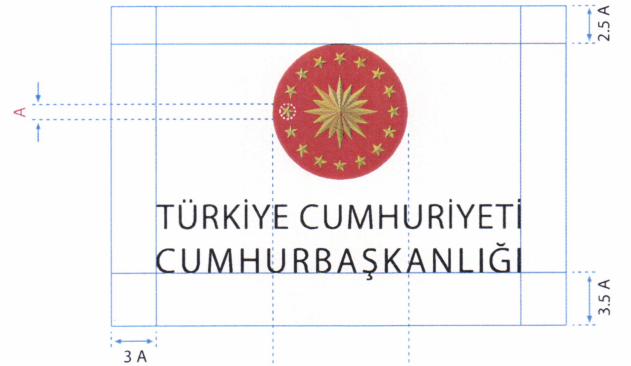 2.5 A
A
TÜRKİYE CUMHURİYETİ
CUMHURBAŞKANLIĞI
3.5 A
3 A